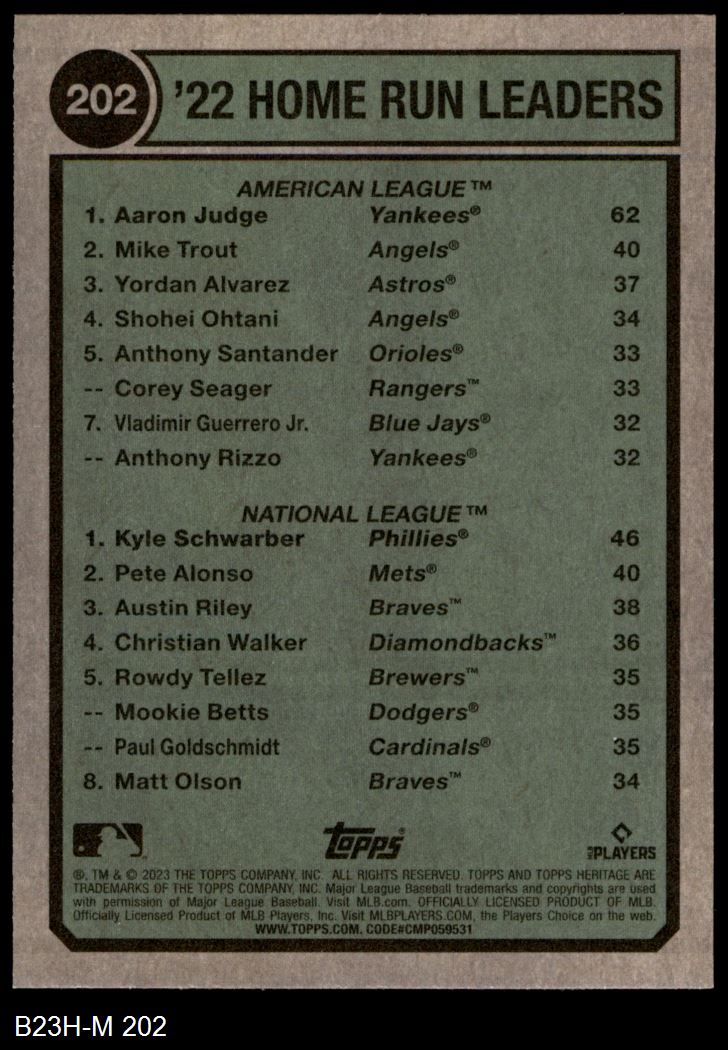 202
'22 HOME RUN LEADERS
AMERICAN LEAGUE™
1. Aaron Judge Yankees® 62
2. Mike Trout Angels® 40
3. Yordan Alvarez Astros® 37
4. Shohei Ohtani Angels® 34
5. Anthony Santander Orioles® 33
-- Corey Seager Rangers™ 33
7. Vladimir Guerrero Jr. Blue Jays® 32
-- Anthony Rizzo Yankees® 32
NATIONAL LEAGUE™
1. Kyle Schwarber Phillies® 46
2. Pete Alonso Mets® 40
3. Austin Riley Braves™ 38
4. Christian Walker Diamondbacks™ 36
5. Rowdy Tellez Brewers™ 35
-- Mookie Betts Dodgers® 35
-- Paul Goldschmidt Cardinals® 35
8. Matt Olson Braves™ 34
topps®
MLB PLAYERS
®, TM & © 2023 THE TOPPS COMPANY, INC. ALL RIGHTS RESERVED. TOPPS AND TOPPS HERITAGE ARE
TRADEMARKS OF THE TOPPS COMPANY, INC. Major League Baseball trademarks and copyrights are used
with permission of Major League Baseball. Visit MLB.com. OFFICIALLY LICENSED PRODUCT OF MLB.
Officially Licensed Product of MLB Players, Inc. Visit MLBPLAYERS.COM, the Players Choice on the web.
WWW.TOPPS.COM. CODE#CMP059531
B23H-M 202